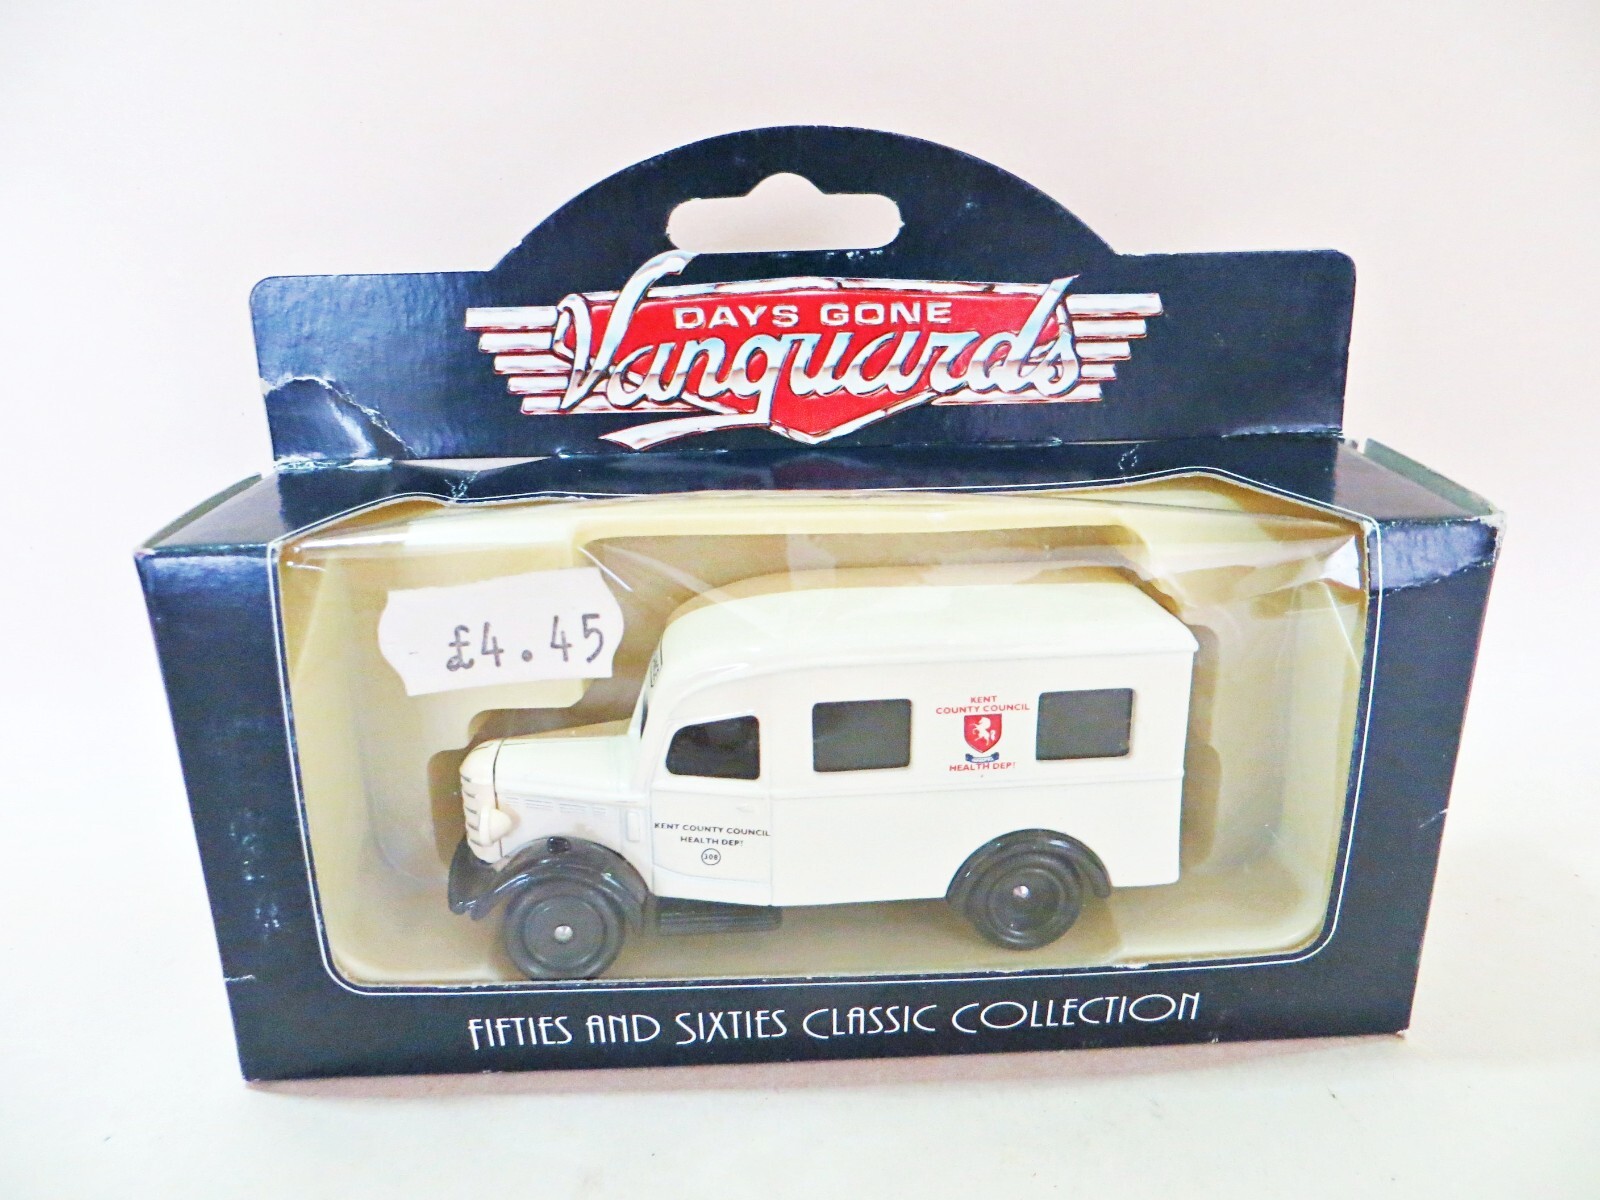 DAYS GONE
Vanguards
£4.45
KENT
COUNTY COUNCIL
HEALTH DEPT
KENT COUNTY COUNCIL
HEALTH DEPT
308
FIFTIES AND SIXTIES CLASSIC COLLECTION